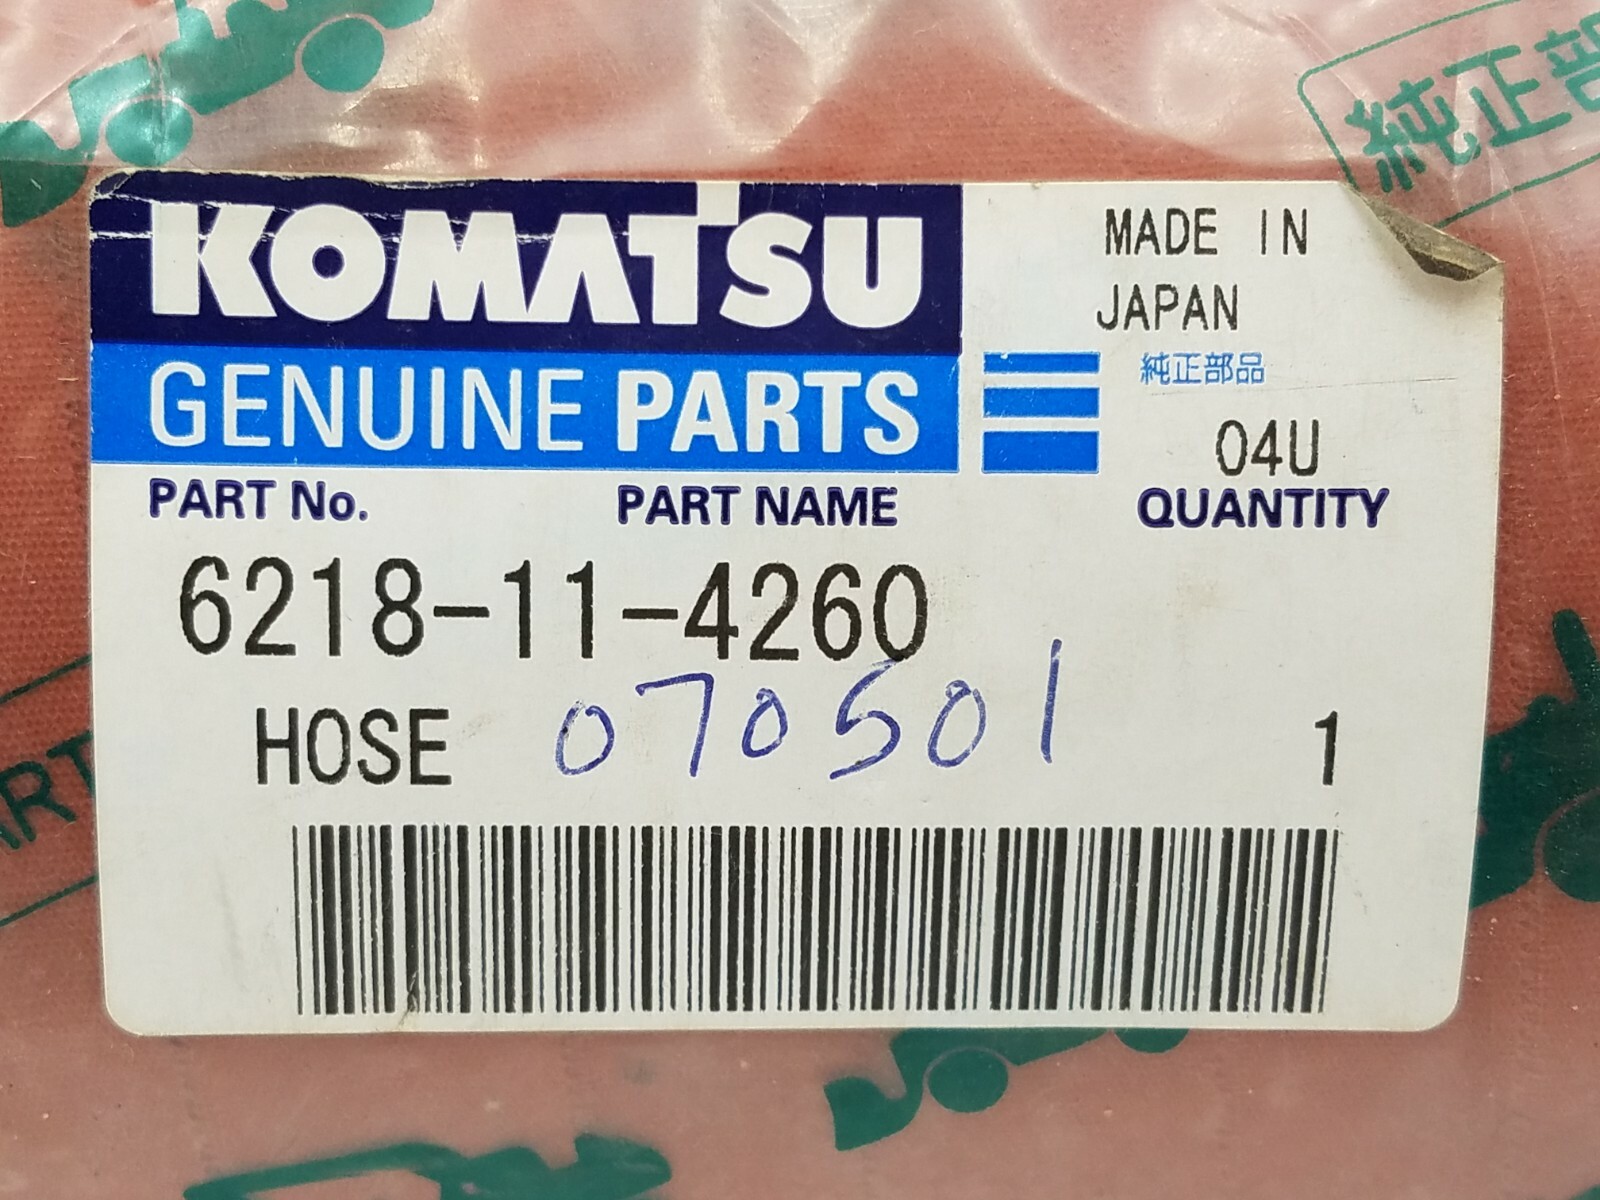 純正部
KOMATSU
MADE IN
JAPAN
GENUINE PARTS
純正部品
04U
PART No.
PART NAME
QUANTITY
6218-11-4260
HOSE
070501
1
ART